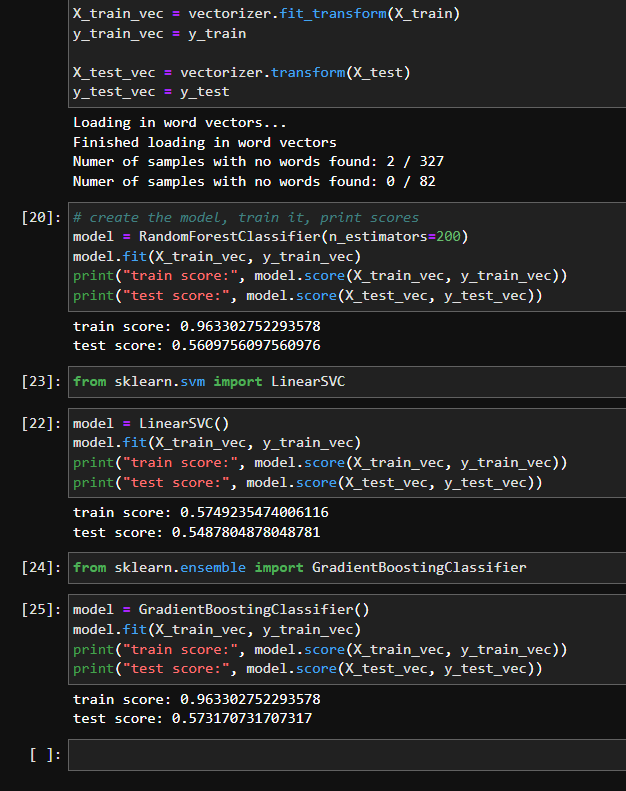 X_train_vec = vectorizer.fit_transform(X_train)
y_train_vec = y_train
X_test_vec = vectorizer.transform(X_test)
y_test_vec = y_test
Loading in word vectors...
Finished loading in word vectors
Numer of samples with no words found: 2 / 327
Numer of samples with no words found: 0 / 82
[20]: # create the model, train it, print scores
model = RandomForestClassifier(n_estimators=200)
model.fit(X_train_vec, y_train_vec)
print("train score:", model.score(X_train_vec, y_train_vec))
print("test score:", model.score(X_test_vec, y_test_vec))
train score: 0.963302752293578
test score: 0.5609756097560976
[23]: from sklearn.svm import LinearSVC
[22]: model = LinearSVC()
model.fit(X_train_vec, y_train_vec)
print("train score:", model.score(X_train_vec, y_train_vec))
print("test score:", model.score(X_test_vec, y_test_vec))
train score: 0.5749235474006116
test score: 0.5487804878048781
[24]: from sklearn.ensemble import GradientBoostingClassifier
[25]: model = GradientBoostingClassifier()
model.fit(X_train_vec, y_train_vec)
print("train score:", model.score(X_train_vec, y_train_vec))
print("test score:", model.score(X_test_vec, y_test_vec))
train score: 0.963302752293578
test score: 0.573170731707317
[ ]: